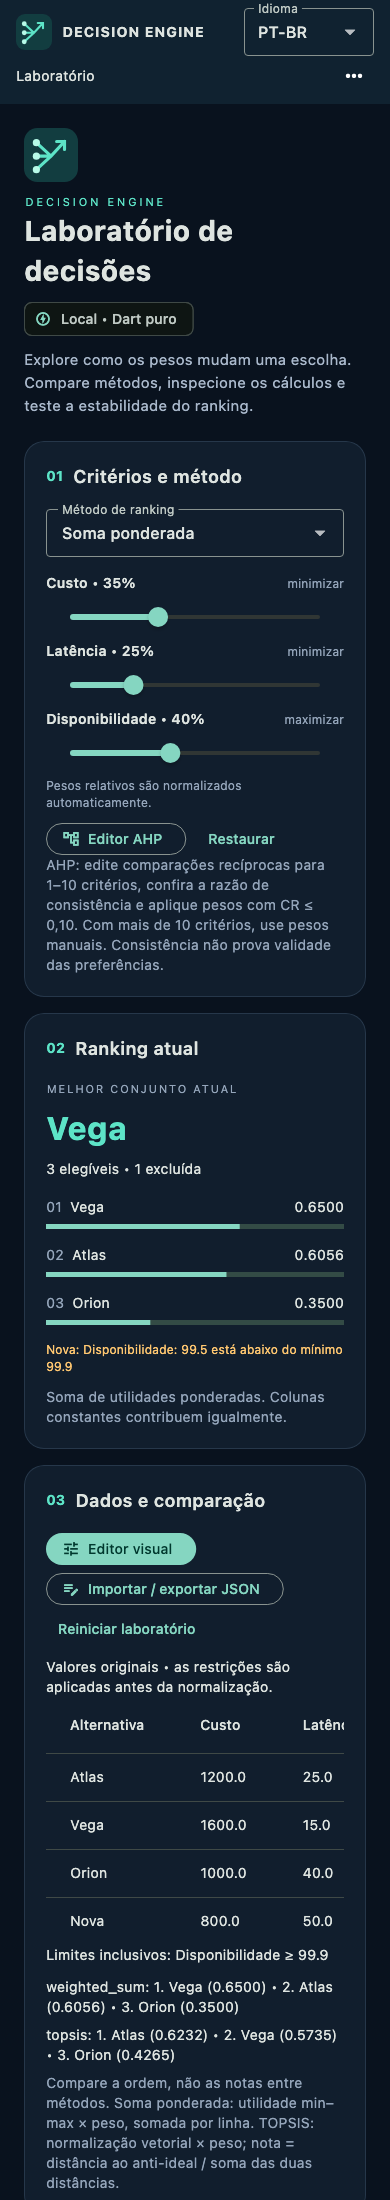 Idioma
DECISION ENGINE
PT-BR
Laboratório
DECISION ENGINE
Laboratório de
decisões
Local • Dart puro
Explore como os pesos mudam uma escolha.
Compare métodos, inspecione os cálculos e
teste a estabilidade do ranking.
01 Critérios e método
Método de ranking
Soma ponderada
Custo • 35% minimizar
Latência • 25% minimizar
Disponibilidade • 40% maximizar
Pesos relativos são normalizados
automaticamente.
Editor AHP Restaurar
AHP: edite comparações recíprocas para
1–10 critérios, confira a razão de
consistência e aplique pesos com CR ≤
0,10. Com mais de 10 critérios, use pesos
manuais. Consistência não prova validade
das preferências.
02 Ranking atual
MELHOR CONJUNTO ATUAL
Vega
3 elegíveis • 1 excluída
01 Vega 0.6500
02 Atlas 0.6056
03 Orion 0.3500
Nova: Disponibilidade: 99.5 está abaixo do mínimo
99.9
Soma de utilidades ponderadas. Colunas
constantes contribuem igualmente.
03 Dados e comparação
Editor visual
Importar / exportar JSON
Reiniciar laboratório
Valores originais • as restrições são
aplicadas antes da normalização.
Alternativa Custo Latênc
Atlas 1200.0 25.0
Vega 1600.0 15.0
Orion 1000.0 40.0
Nova 800.0 50.0
Limites inclusivos: Disponibilidade ≥ 99.9
weighted_sum: 1. Vega (0.6500) • 2. Atlas
(0.6056) • 3. Orion (0.3500)
topsis: 1. Atlas (0.6232) • 2. Vega (0.5735)
• 3. Orion (0.4265)
Compare a ordem, não as notas entre
métodos. Soma ponderada: utilidade min–
max × peso, somada por linha. TOPSIS:
normalização vetorial × peso; nota =
distância ao anti-ideal / soma das duas
distâncias.